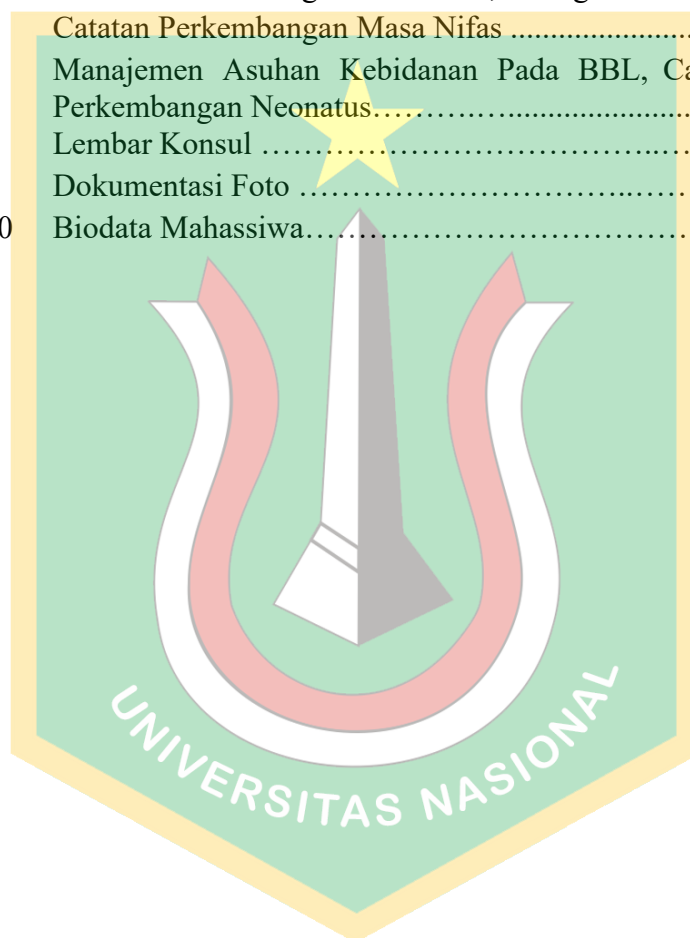 Catatan Perkembangan Masa Nifas .......................
Manajemen Asuhan Kebidanan Pada BBL,
Perkembangan Neonatus………….......................
Lembar Konsul …………………………………..….
Dokumentasi Foto ………………………………..……
0 Biodata Mahassiwa……………………………………
UNIVERSITAS NASIONAL